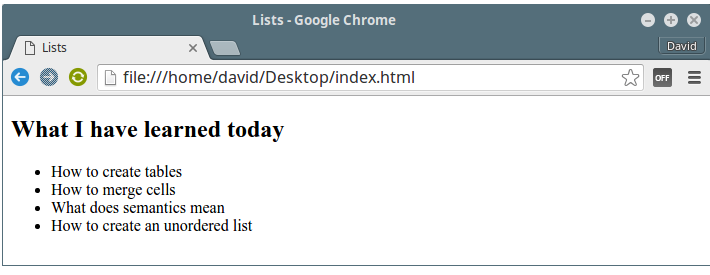 Lists - Google Chrome
Lists
David
file:///home/david/Desktop/index.html
OFF
What I have learned today
• How to create tables
• How to merge cells
• What does semantics mean
• How to create an unordered list